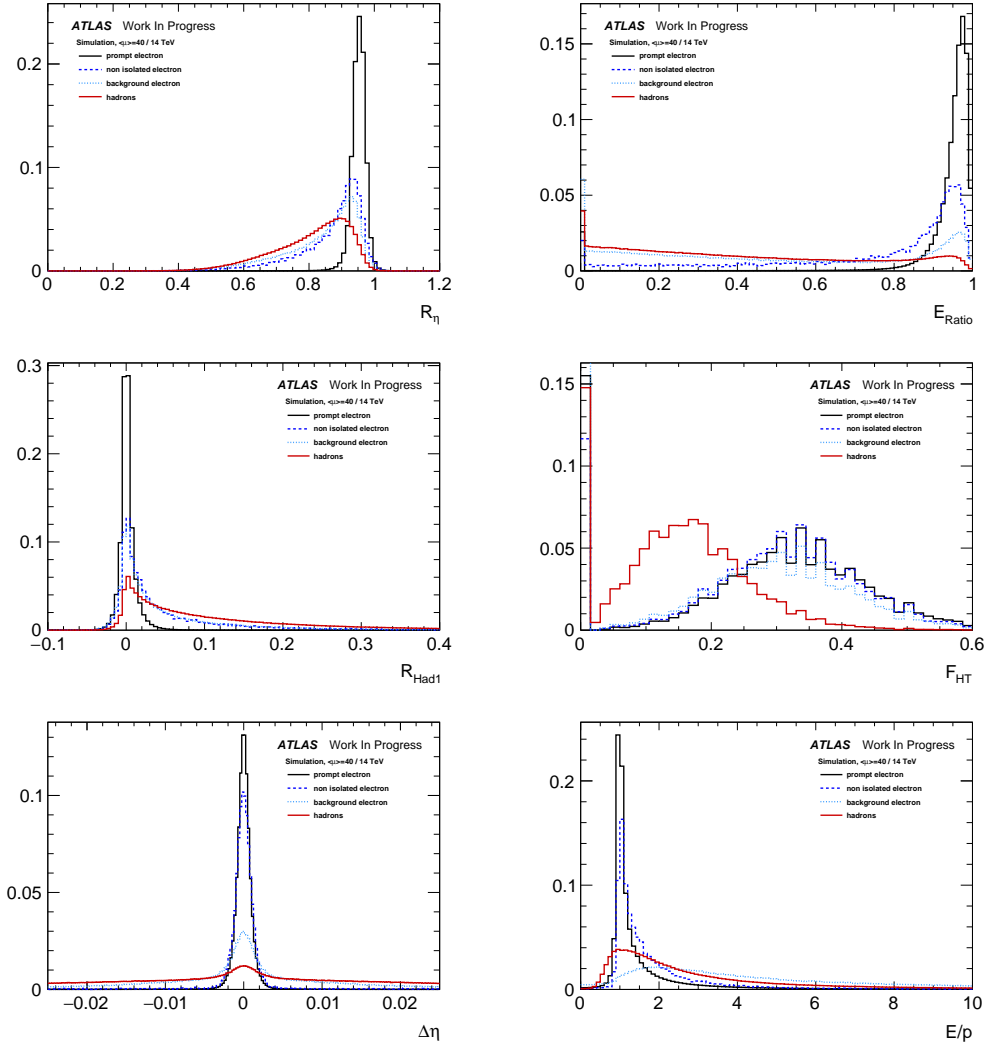 ATLAS Work In Progress
Simulation, <μ>=40 / 14 TeV
prompt electron
non isolated electron
background electron
hadrons
0.2
0.1
0
0 0.2 0.4 0.6 0.8 1 1.2
Rη
ATLAS Work In Progress
Simulation, <μ>=40 / 14 TeV
prompt electron
non isolated electron
background electron
hadrons
0.15
0.1
0.05
0
0 0.2 0.4 0.6 0.8 1
ERatio
ATLAS Work In Progress
Simulation, <μ>=40 / 14 TeV
prompt electron
non isolated electron
background electron
hadrons
0.3
0.2
0.1
0
−0.1 0 0.1 0.2 0.3 0.4
RHad1
ATLAS Work In Progress
Simulation, <μ>=40 / 14 TeV
prompt electron
non isolated electron
background electron
hadrons
0.15
0.1
0.05
0
0 0.2 0.4 0.6
FHT
ATLAS Work In Progress
Simulation, <μ>=40 / 14 TeV
prompt electron
non isolated electron
background electron
hadrons
0.1
0.05
0
−0.02 −0.01 0 0.01 0.02
Δη
ATLAS Work In Progress
Simulation, <μ>=40 / 14 TeV
prompt electron
non isolated electron
background electron
hadrons
0.2
0.1
0
0 2 4 6 8 10
E/p